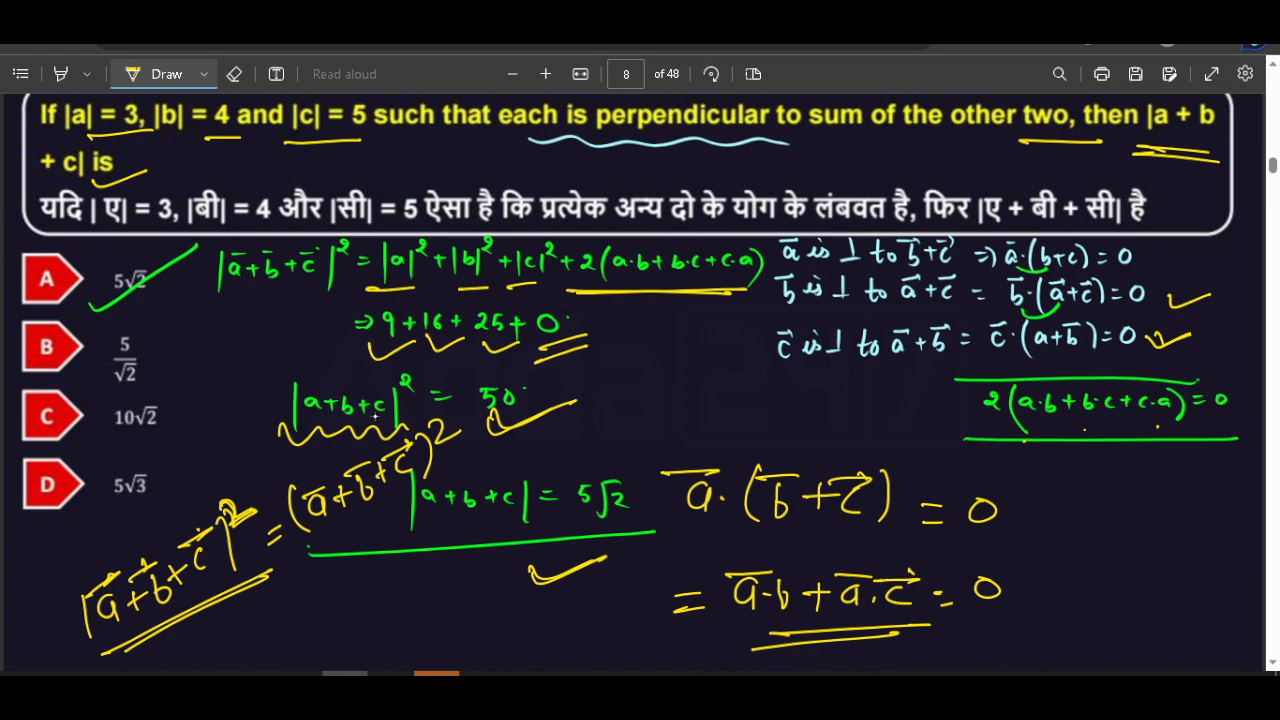 Draw
Read aloud
8 of 48
If |a| = 3, |b| = 4 and |c| = 5 such that each is perpendicular to sum of the other two, then |a + b
+ c| is
यदि | ए| = 3, |बी| = 4 और |सी| = 5 ऐसा है कि प्रत्येक अन्य दो के योग के लंबवत है, फिर |ए + बी + सी| है
A 5√2
B 5/√2
C 10√2
D 5√3
|a̅+b̅+c̅|² = |a|²+|b|²+|c|²+2(a·b+b·c+c·a)
⇒ 9+16+25+0
|a+b+c|² = 50
|a+b+c| = 5√2
|a⃗+b⃗+c⃗|² = (a̅+b̅+c⃗)²
a⃗ is ⊥ to b⃗+c⃗ ⇒ a⃗·(b+c)=0
b⃗ is ⊥ to a⃗+c⃗ = b⃗·(a⃗+c⃗)=0
c⃗ is ⊥ to a⃗+b⃗ = c⃗·(a+b⃗)=0
2(a·b+b·c+c·a)=0
a̅·(b̅+c⃗) = 0
= a̅·b+a̅·c⃗ = 0